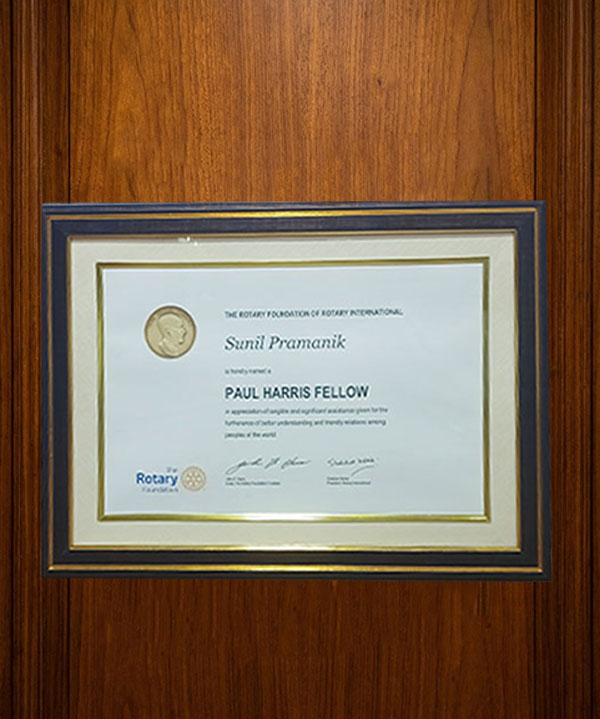 THE ROTARY FOUNDATION OF ROTARY INTERNATIONAL
Sunil Pramanik
is hereby named a
PAUL HARRIS FELLOW
in appreciation of tangible and significant assistance given for the
furtherance of better understanding and friendly relations among
peoples of the world.
The
Rotary
Foundation